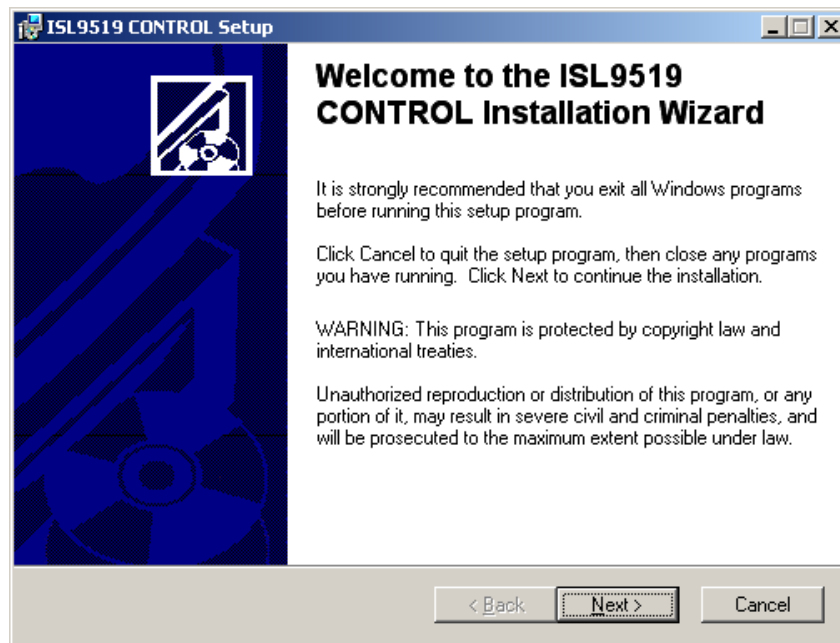 ISL9519 CONTROL Setup
Welcome to the ISL9519
CONTROL Installation Wizard
It is strongly recommended that you exit all Windows programs
before running this setup program.
Click Cancel to quit the setup program, then close any programs
you have running.  Click Next to continue the installation.
WARNING: This program is protected by copyright law and
international treaties.
Unauthorized reproduction or distribution of this program, or any
portion of it, may result in severe civil and criminal penalties, and
will be prosecuted to the maximum extent possible under law.
< Back
Next >
Cancel